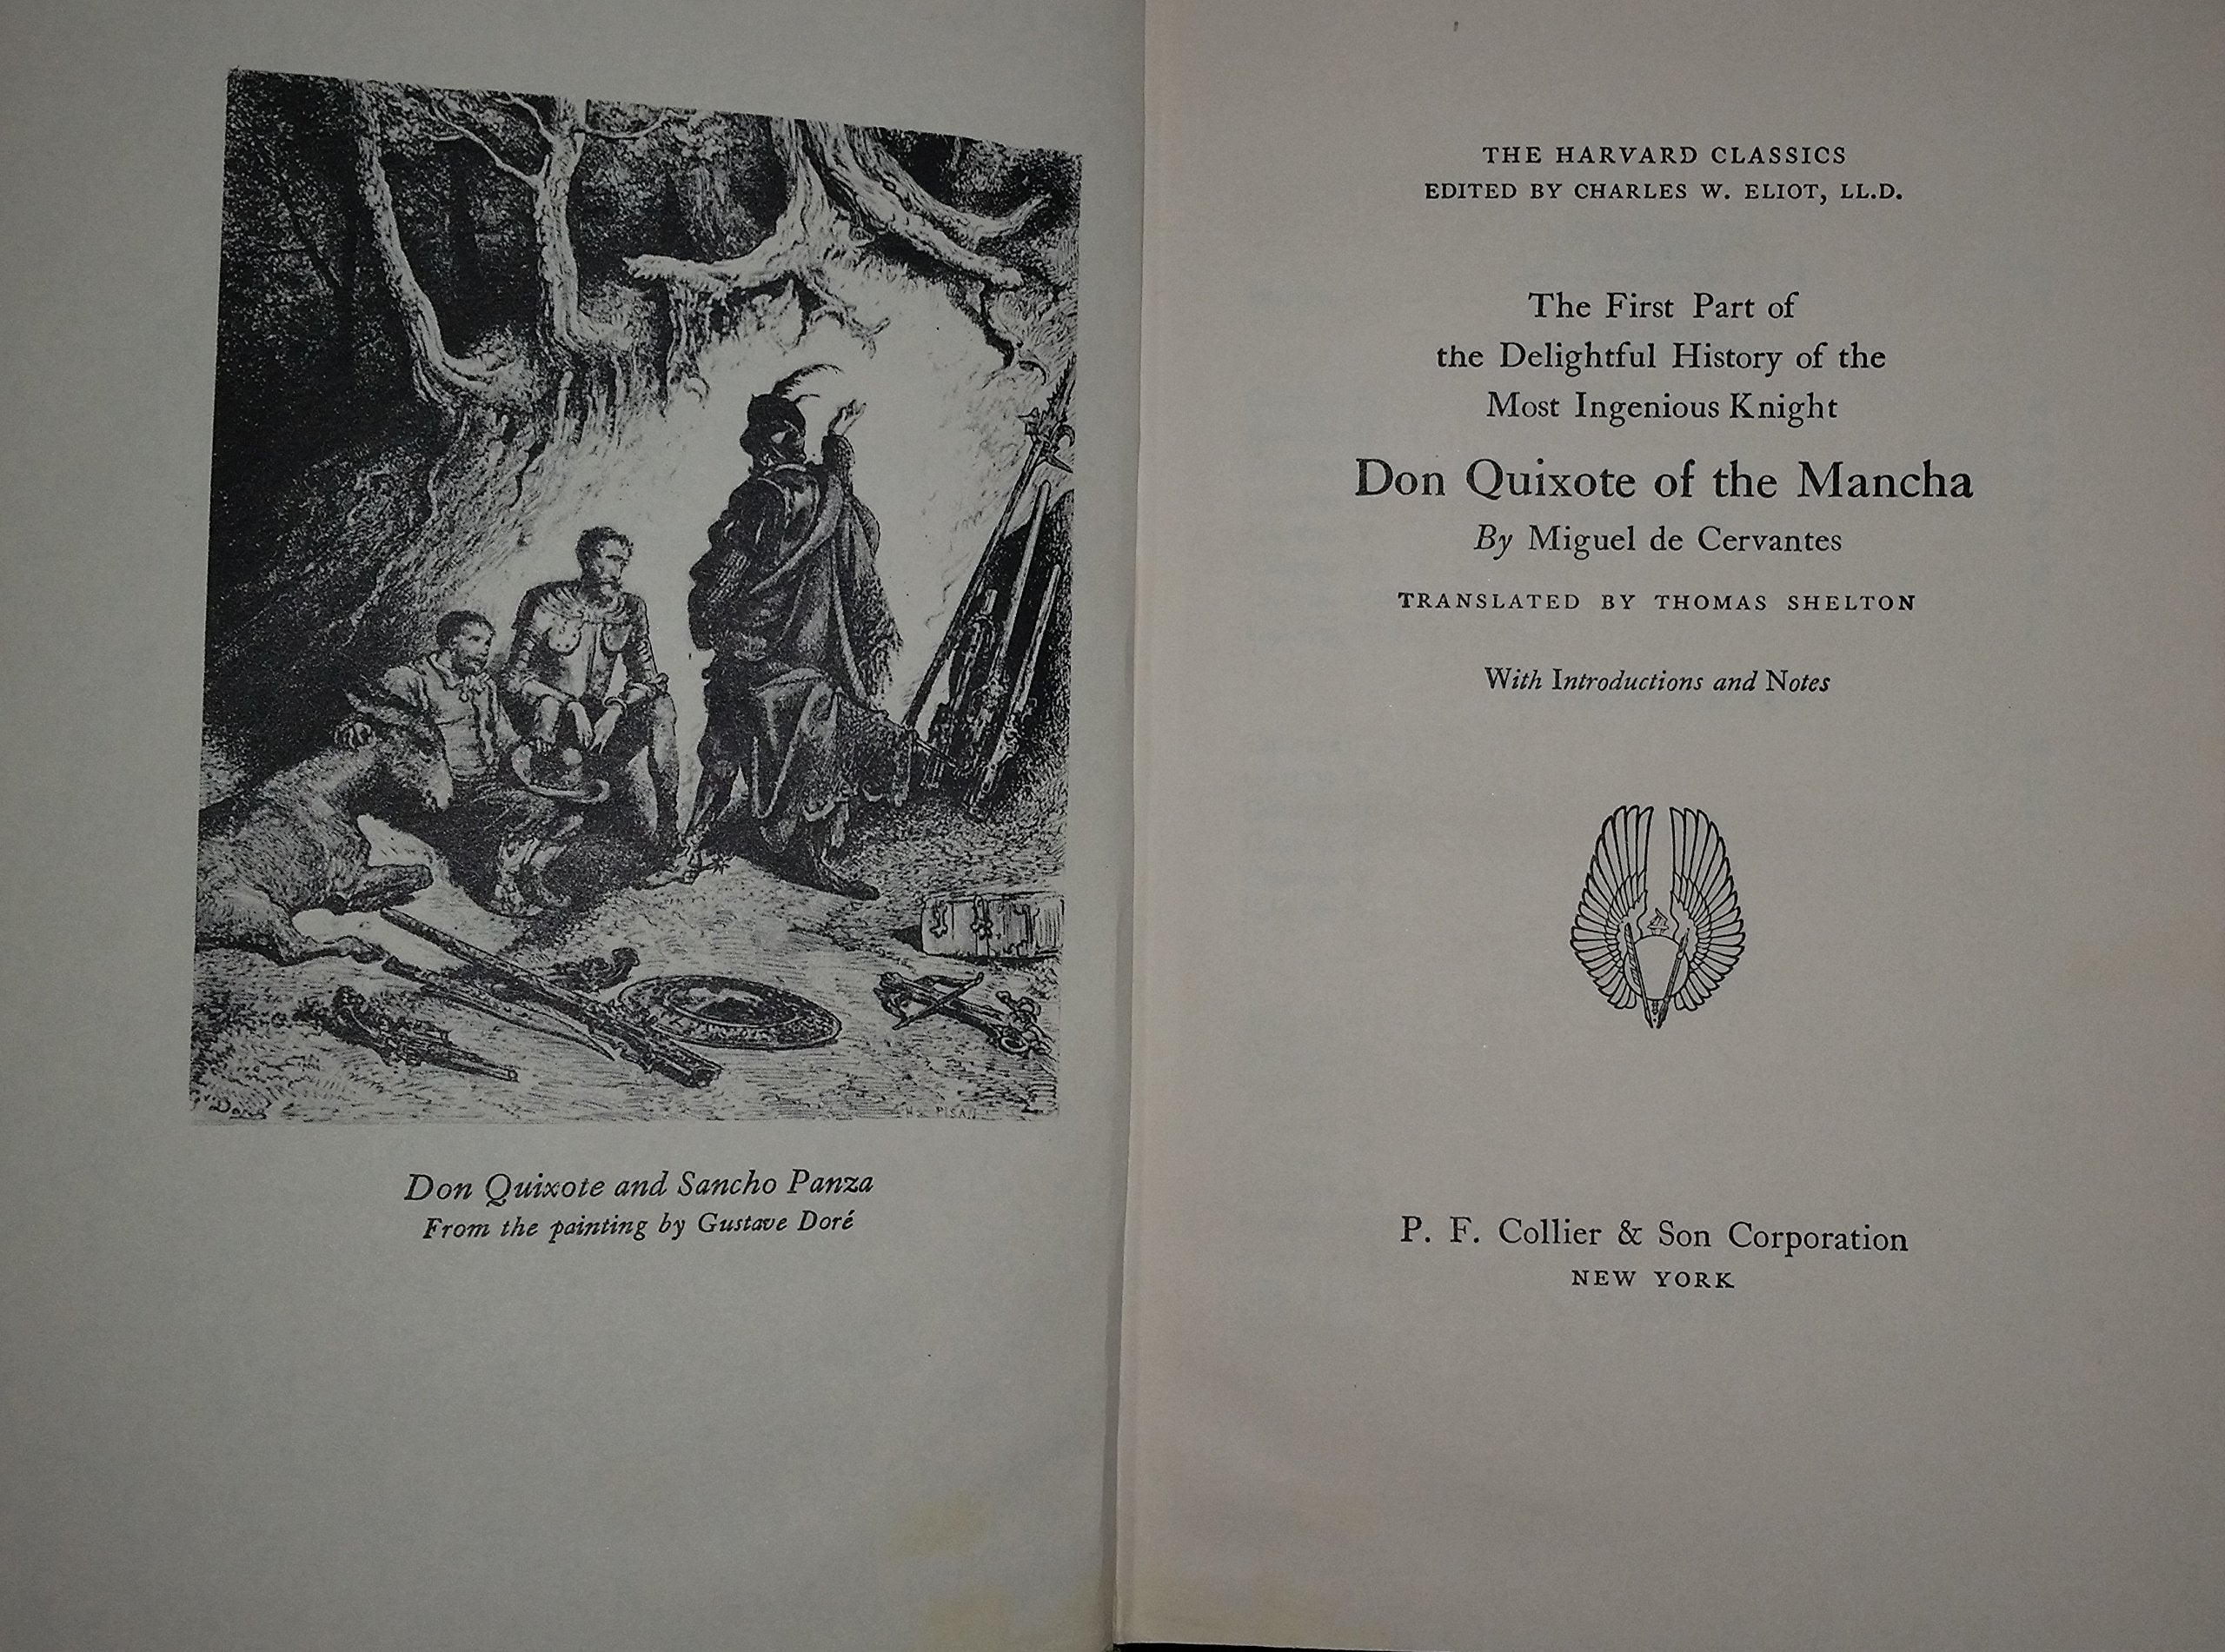 G. Doré
H. PISAN
Don Quixote and Sancho Panza
From the painting by Gustave Doré
THE HARVARD CLASSICS
EDITED BY CHARLES W. ELIOT, LL.D.
The First Part of
the Delightful History of the
Most Ingenious Knight
Don Quixote of the Mancha
By Miguel de Cervantes
TRANSLATED BY THOMAS SHELTON
With Introductions and Notes
P. F. Collier & Son Corporation
NEW YORK